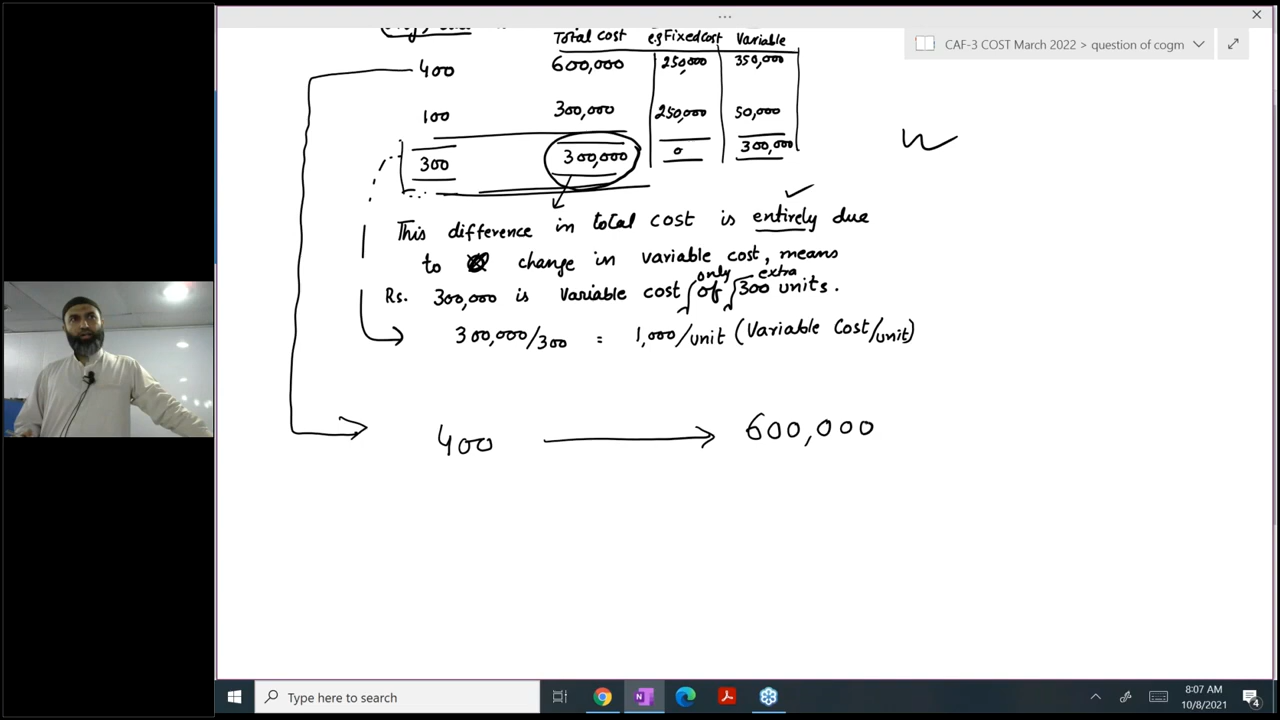 CAF-3 COST March 2022 > question of cogm
Total Cost e.g Fixed Cost Variable
400 600,000 250,000 350,000
100 300,000 250,000 50,000
300 300,000 0 300,000
This difference in total cost is entirely due
to change in variable cost, means
only extra
Rs. 300,000 is variable cost of 300 units.
300,000/300 = 1,000/unit (Variable Cost/unit)
400 600,000
Type here to search
8:07 AM
10/8/2021
4